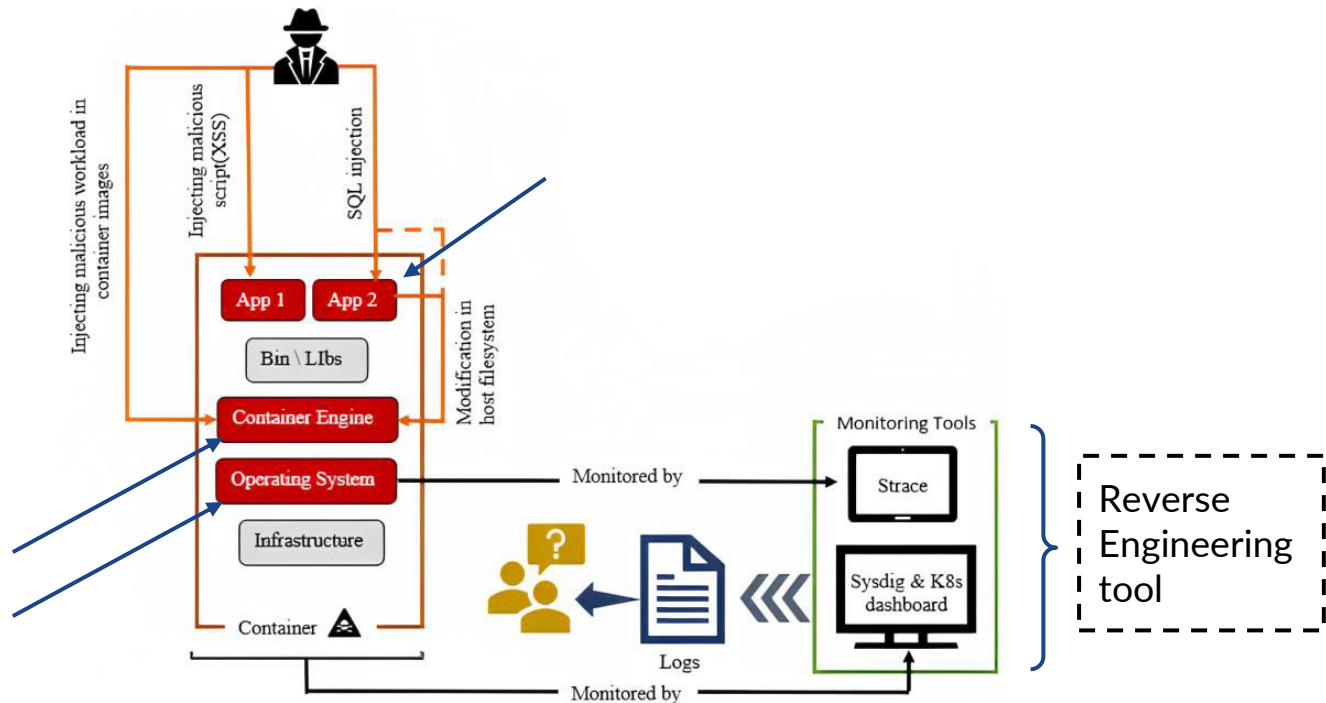 Injecting malicious workload in
container images
Injecting malicious
script(XSS)
SQL injection
App 1
App 2
Bin \ LIbs
Modification in
host filesystem
Container Engine
Operating System
Infrastructure
Container
Monitored by
Monitoring Tools
Strace
Sysdig & K8s
dashboard
?
Logs
Monitored by
Reverse
Engineering
tool